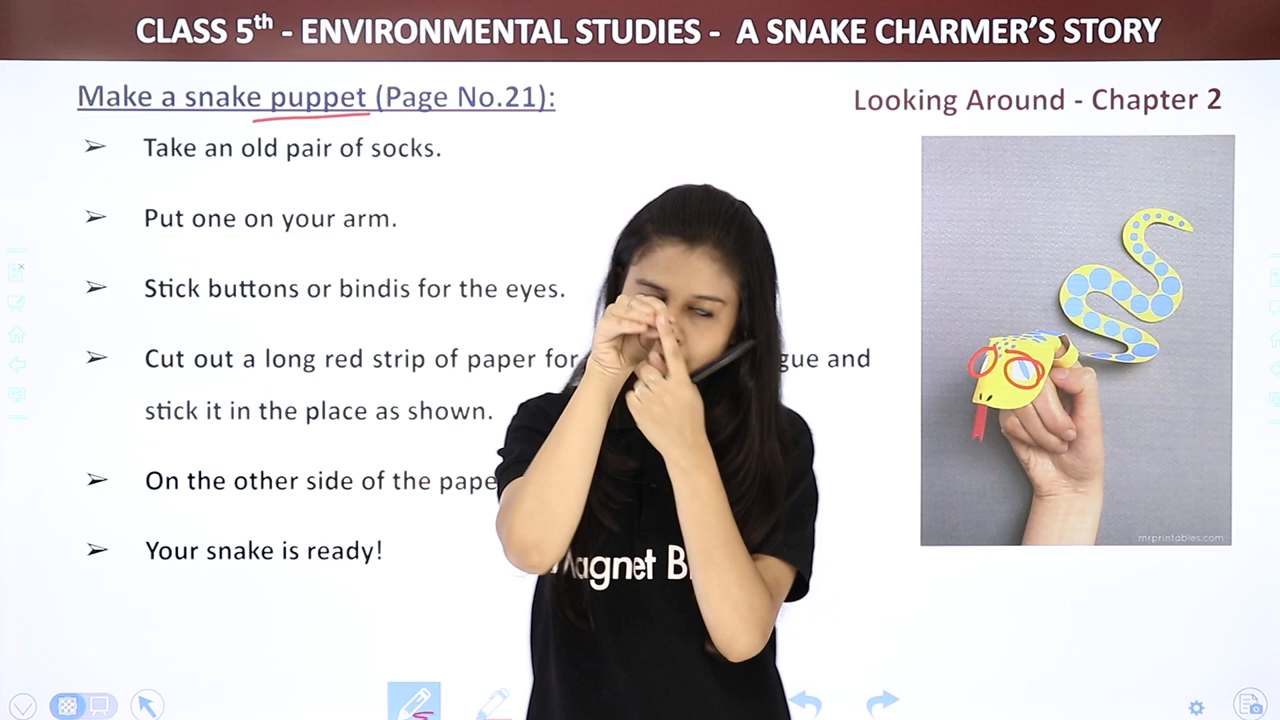 CLASS 5th - ENVIRONMENTAL STUDIES - A SNAKE CHARMER'S STORY
Make a snake puppet (Page No.21):
Looking Around - Chapter 2
➢ Take an old pair of socks.
➢ Put one on your arm.
➢ Stick buttons or bindis for the eyes.
➢ Cut out a long red strip of paper for and
stick it in the place as shown.
➢ On the other side of the
➢ Your snake is ready!
mrprintables.com
Magnet